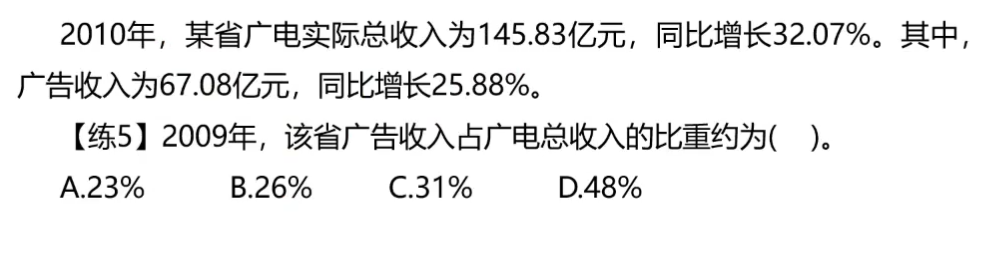 2010年，某省广电实际总收入为145.83亿元，同比增长32.07%。其中，
广告收入为67.08亿元，同比增长25.88%。
【练5】2009年，该省广告收入占广电总收入的比重约为( )。
A.23% B.26% C.31% D.48%